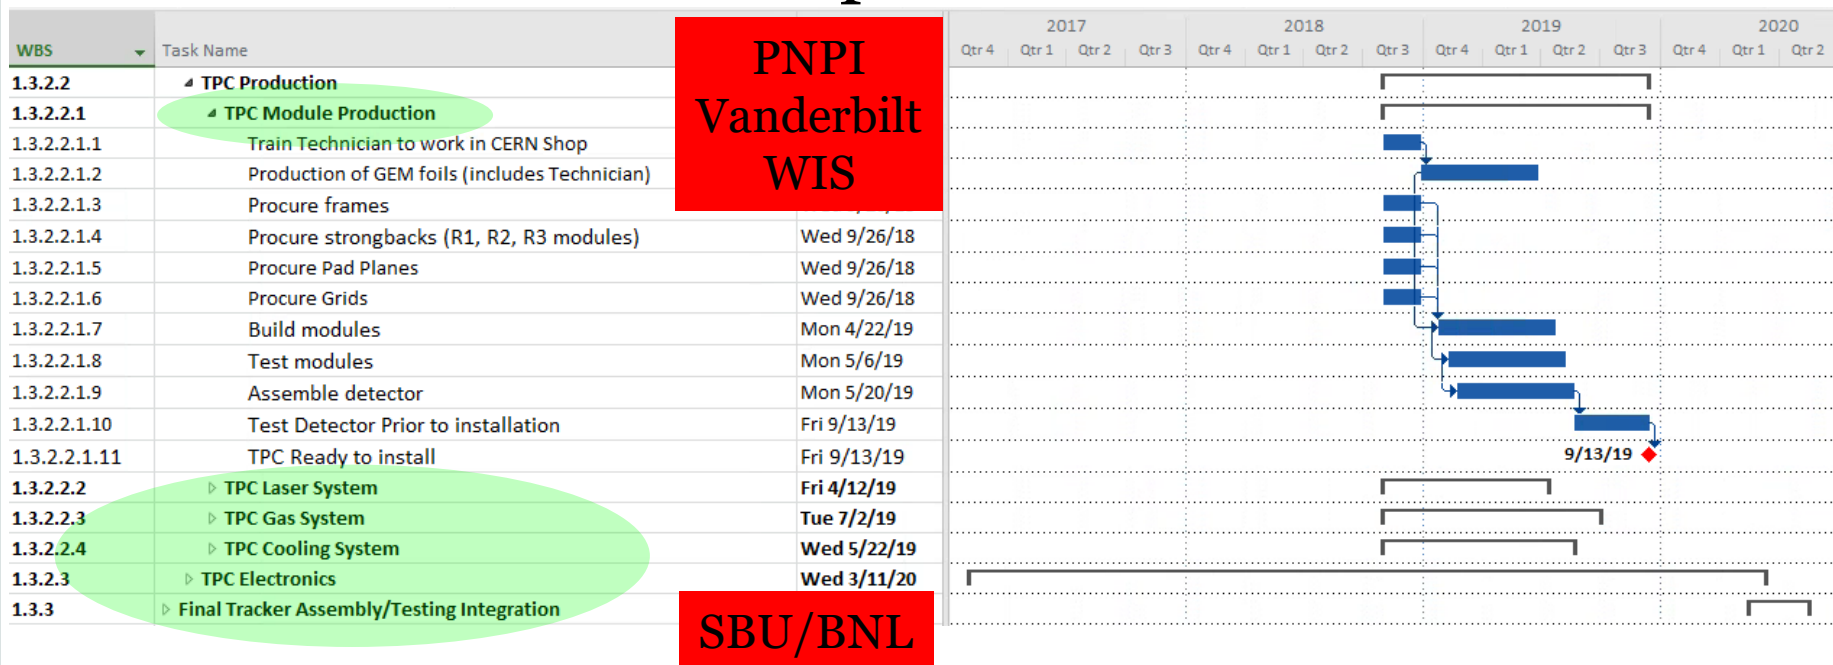 2017 2018 2019 2020
WBS Task Name Qtr 4 Qtr 1 Qtr 2 Qtr 3 Qtr 4 Qtr 1 Qtr 2 Qtr 3 Qtr 4 Qtr 1 Qtr 2 Qtr 3 Qtr 4 Qtr 1 Qtr 2
PNPI
Vanderbilt
WIS
1.3.2.2 TPC Production
1.3.2.2.1 TPC Module Production
1.3.2.2.1.1 Train Technician to work in CERN Shop
1.3.2.2.1.2 Production of GEM foils (includes Technician)
1.3.2.2.1.3 Procure frames
1.3.2.2.1.4 Procure strongbacks (R1, R2, R3 modules) Wed 9/26/18
1.3.2.2.1.5 Procure Pad Planes Wed 9/26/18
1.3.2.2.1.6 Procure Grids Wed 9/26/18
1.3.2.2.1.7 Build modules Mon 4/22/19
1.3.2.2.1.8 Test modules Mon 5/6/19
1.3.2.2.1.9 Assemble detector Mon 5/20/19
1.3.2.2.1.10 Test Detector Prior to installation Fri 9/13/19
1.3.2.2.1.11 TPC Ready to install Fri 9/13/19 9/13/19
1.3.2.2.2 TPC Laser System Fri 4/12/19
1.3.2.2.3 TPC Gas System Tue 7/2/19
1.3.2.2.4 TPC Cooling System Wed 5/22/19
1.3.2.3 TPC Electronics Wed 3/11/20
1.3.3 Final Tracker Assembly/Testing Integration
SBU/BNL